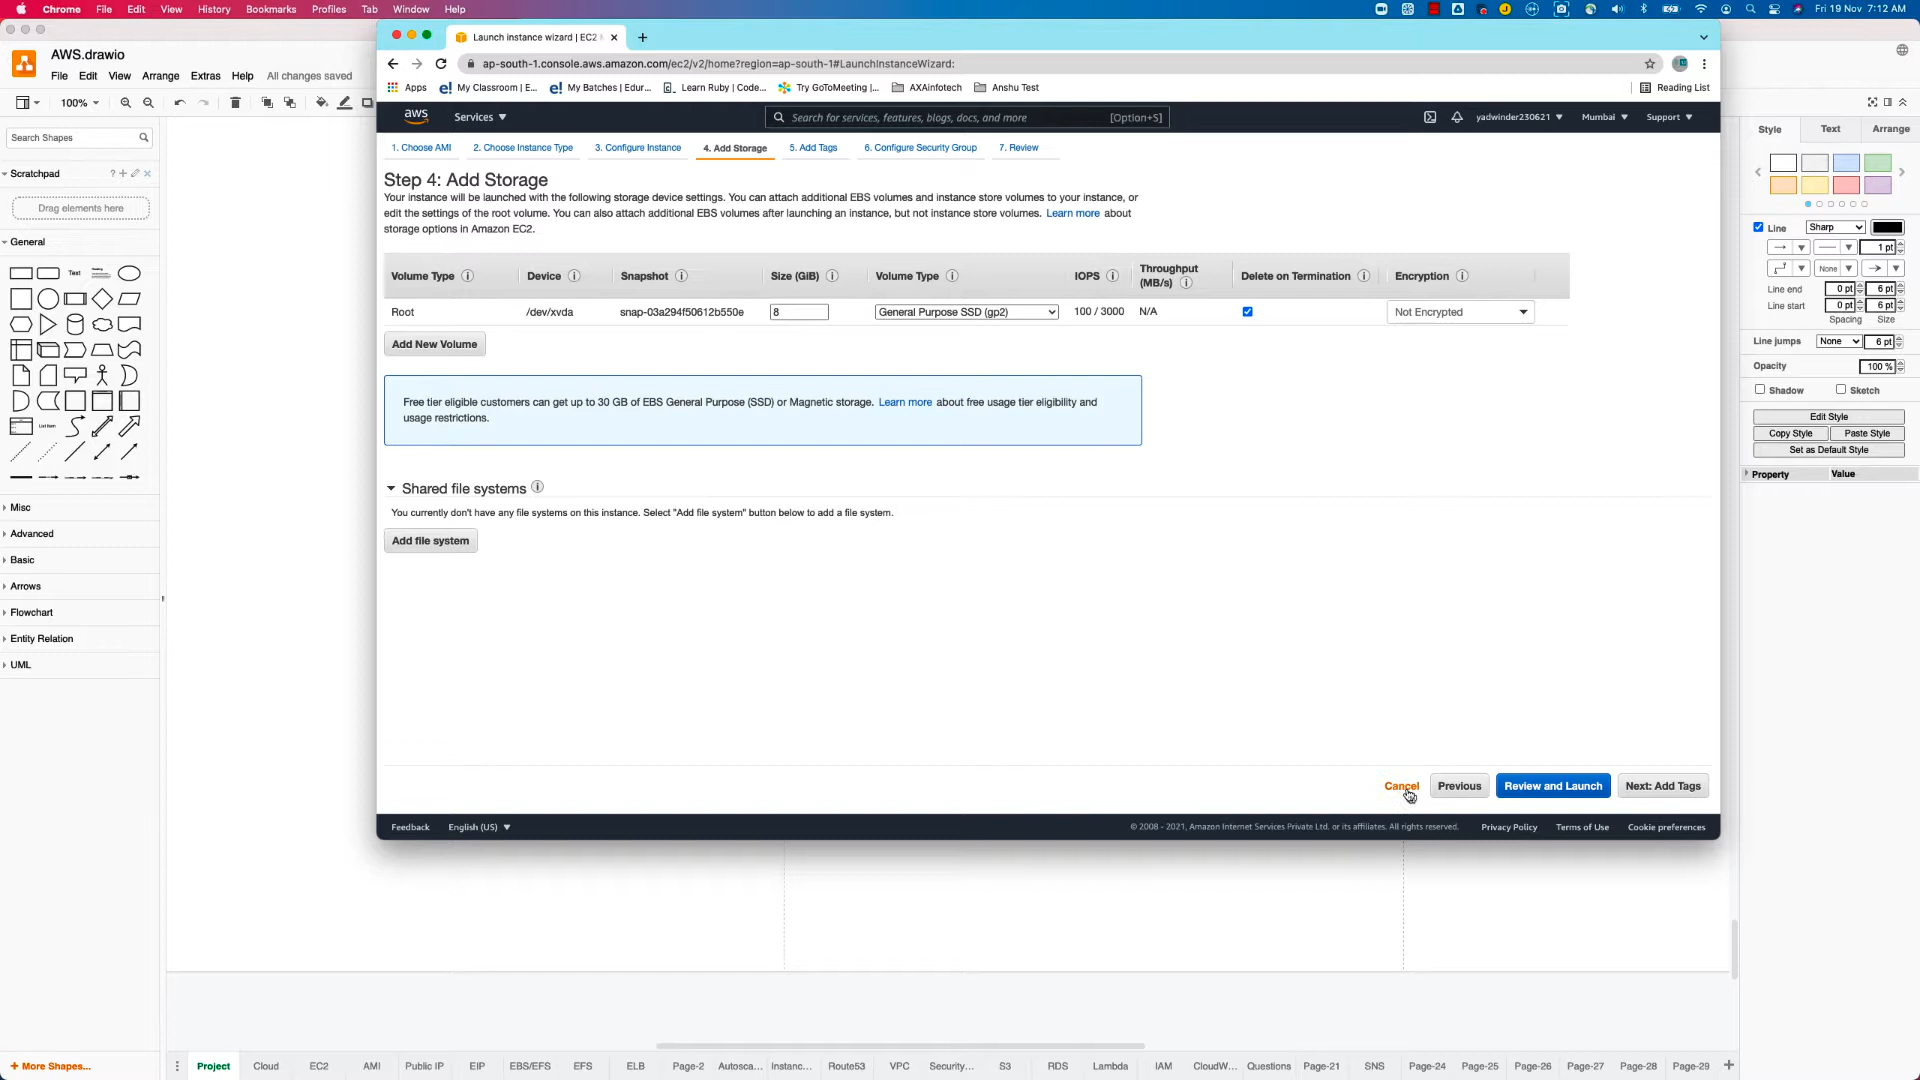 Chrome File Edit View History Bookmarks Profiles Tab Window Help
Fri 19 Nov 7:12 AM
AWS.drawio
File Edit View Arrange Extras Help All changes saved
100%
Search Shapes
Scratchpad
Drag elements here
General
Text
Misc
Advanced
Basic
Arrows
Flowchart
Entity Relation
UML
+ More Shapes...
Launch instance wizard | EC2
ap-south-1.console.aws.amazon.com/ec2/v2/home?region=ap-south-1#LaunchInstanceWizard:
Apps My Classroom | E... My Batches | Edur... Learn Ruby | Code... Try GoToMeeting |... AXAinfotech Anshu Test Reading List
aws Services Search for services, features, blogs, docs, and more [Option+S] yadwinder230621 Mumbai Support
1. Choose AMI 2. Choose Instance Type 3. Configure Instance 4. Add Storage 5. Add Tags 6. Configure Security Group 7. Review
Step 4: Add Storage
Your instance will be launched with the following storage device settings. You can attach additional EBS volumes and instance store volumes to your instance, or
edit the settings of the root volume. You can also attach additional EBS volumes after launching an instance, but not instance store volumes. Learn more about
storage options in Amazon EC2.
Volume Type Device Snapshot Size (GiB) Volume Type IOPS Throughput (MB/s) Delete on Termination Encryption
Root /dev/xvda snap-03a294f50612b550e 8 General Purpose SSD (gp2) 100 / 3000 N/A Not Encrypted
Add New Volume
Free tier eligible customers can get up to 30 GB of EBS General Purpose (SSD) or Magnetic storage. Learn more about free usage tier eligibility and
usage restrictions.
Shared file systems
You currently don't have any file systems on this instance. Select "Add file system" button below to add a file system.
Add file system
Cancel Previous Review and Launch Next: Add Tags
Feedback English (US) © 2008 - 2021, Amazon Internet Services Private Ltd. or its affiliates. All rights reserved. Privacy Policy Terms of Use Cookie preferences
Style Text Arrange
Line Sharp
1 pt
None
Line end 0 pt 6 pt
Line start 0 pt 6 pt
Spacing Size
Line jumps None 6 pt
Opacity 100 %
Shadow Sketch
Edit Style
Copy Style Paste Style
Set as Default Style
Property Value
Project Cloud EC2 AMI Public IP EIP EBS/EFS EFS ELB Page-2 Autosca... Instanc... Route53 VPC Security... S3 RDS Lambda IAM CloudW... Questions Page-21 SNS Page-24 Page-25 Page-26 Page-27 Page-28 Page-29